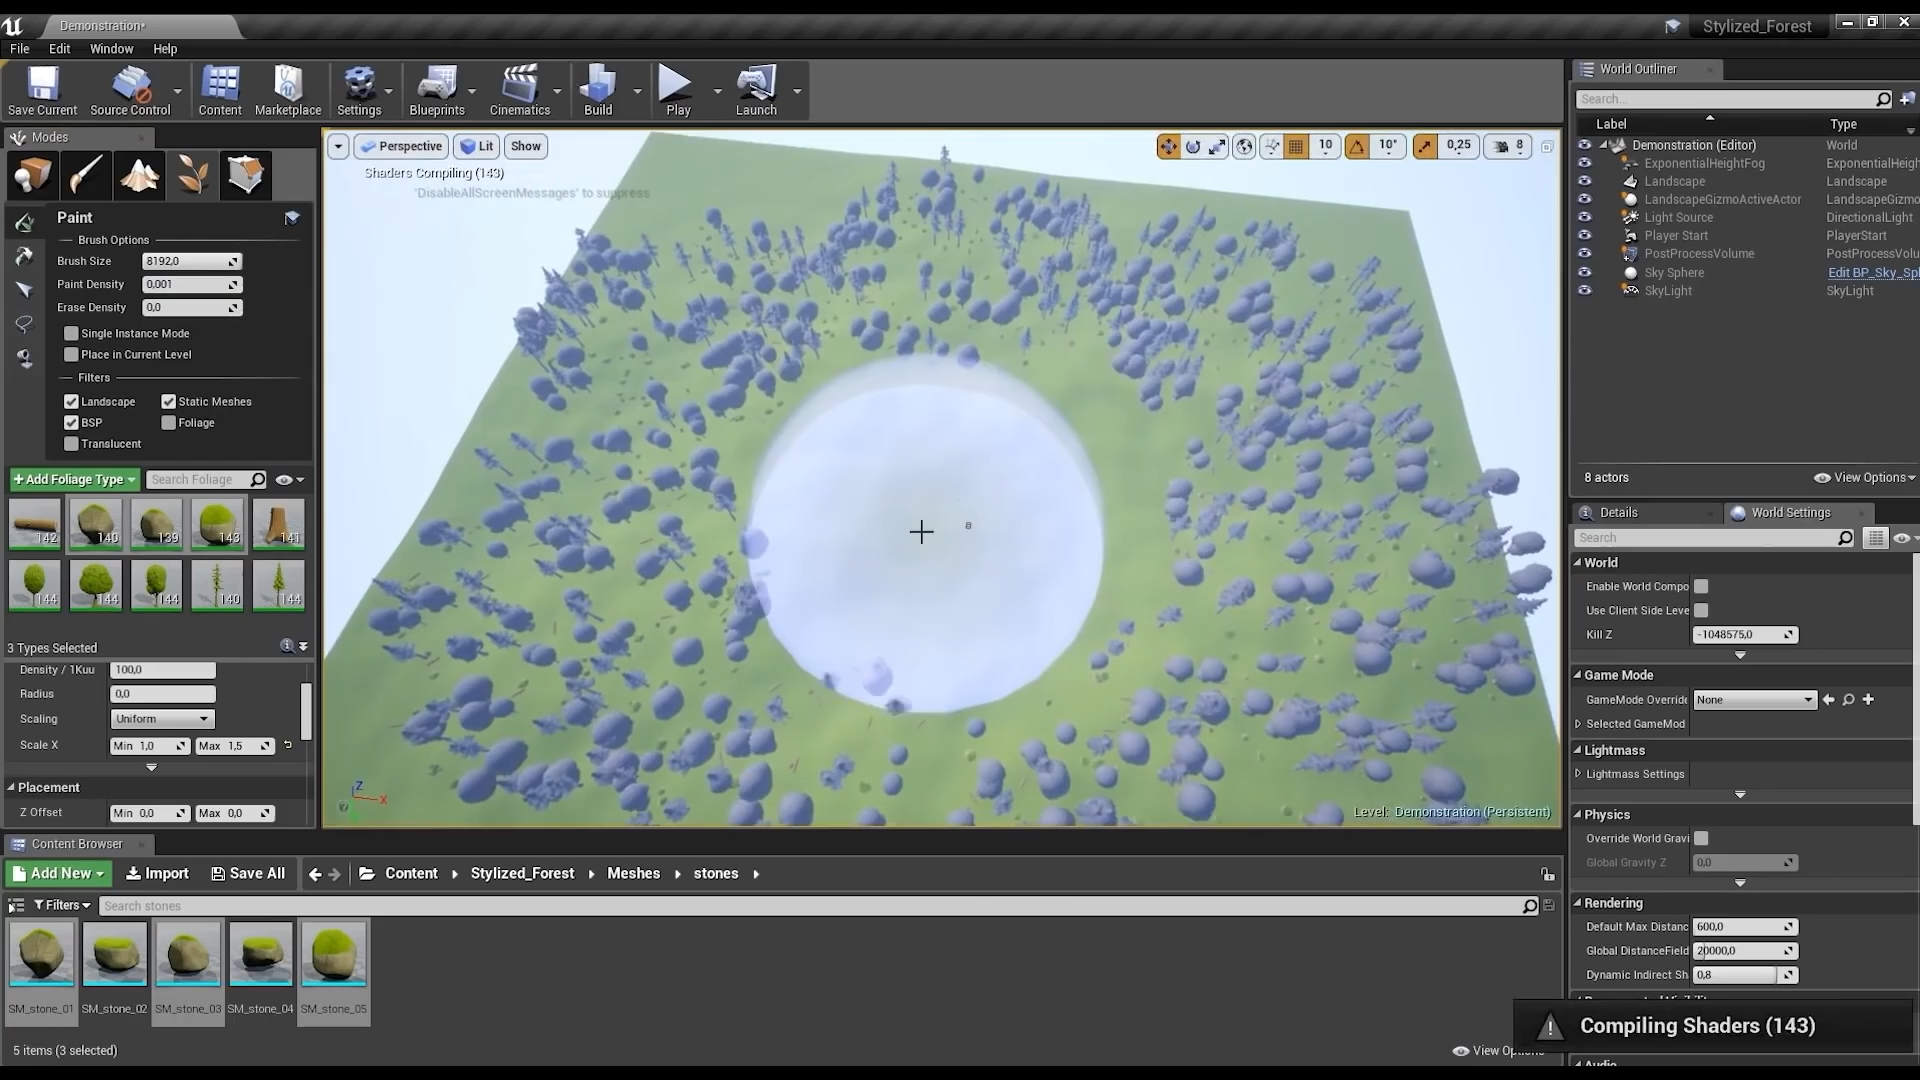 Demonstration*
Stylized_Forest
File Edit Window Help
Save Current
Source Control
Content
Marketplace
Settings
Blueprints
Cinematics
Build
Play
Launch
Modes
Paint
Brush Options
Brush Size 8192,0
Paint Density 0,001
Erase Density 0,0
Single Instance Mode
Place in Current Level
Filters
Landscape Static Meshes
BSP Foliage
Translucent
+Add Foliage Type
Search Foliage
142 140 139 143 141
144 144 144 140 144
3 Types Selected
Density / 1Kuu 100,0
Radius 0,0
Scaling Uniform
Scale X Min 1,0 Max 1,5
Placement
Z Offset Min 0,0 Max 0,0
Perspective Lit Show
10 10° 0,25 8
Shaders Compiling (143)
'DisableAllScreenMessages' to suppress
Z
X
Level: Demonstration (Persistent)
World Outliner
Search...
Label Type
Demonstration (Editor) World
ExponentialHeightFog ExponentialHeigh
Landscape Landscape
LandscapeGizmoActiveActor LandscapeGizmo
Light Source DirectionalLight
Player Start PlayerStart
PostProcessVolume PostProcessVolu
Sky Sphere Edit BP_Sky_Sp
SkyLight SkyLight
8 actors
View Options
Details
World Settings
Search
World
Enable World Compo
Use Client Side Leve
Kill Z -1048575,0
Game Mode
GameMode Override None
Selected GameMod
Lightmass
Lightmass Settings
Physics
Override World Gravi
Global Gravity Z 0,0
Rendering
Default Max Distanc 600,0
Global DistanceField 20000,0
Dynamic Indirect Sh 0,8
Compiling Shaders (143)
Content Browser
Add New Import Save All
Content Stylized_Forest Meshes stones
Filters
Search stones
SM_stone_01 SM_stone_02 SM_stone_03 SM_stone_04 SM_stone_05
5 items (3 selected)
View Options